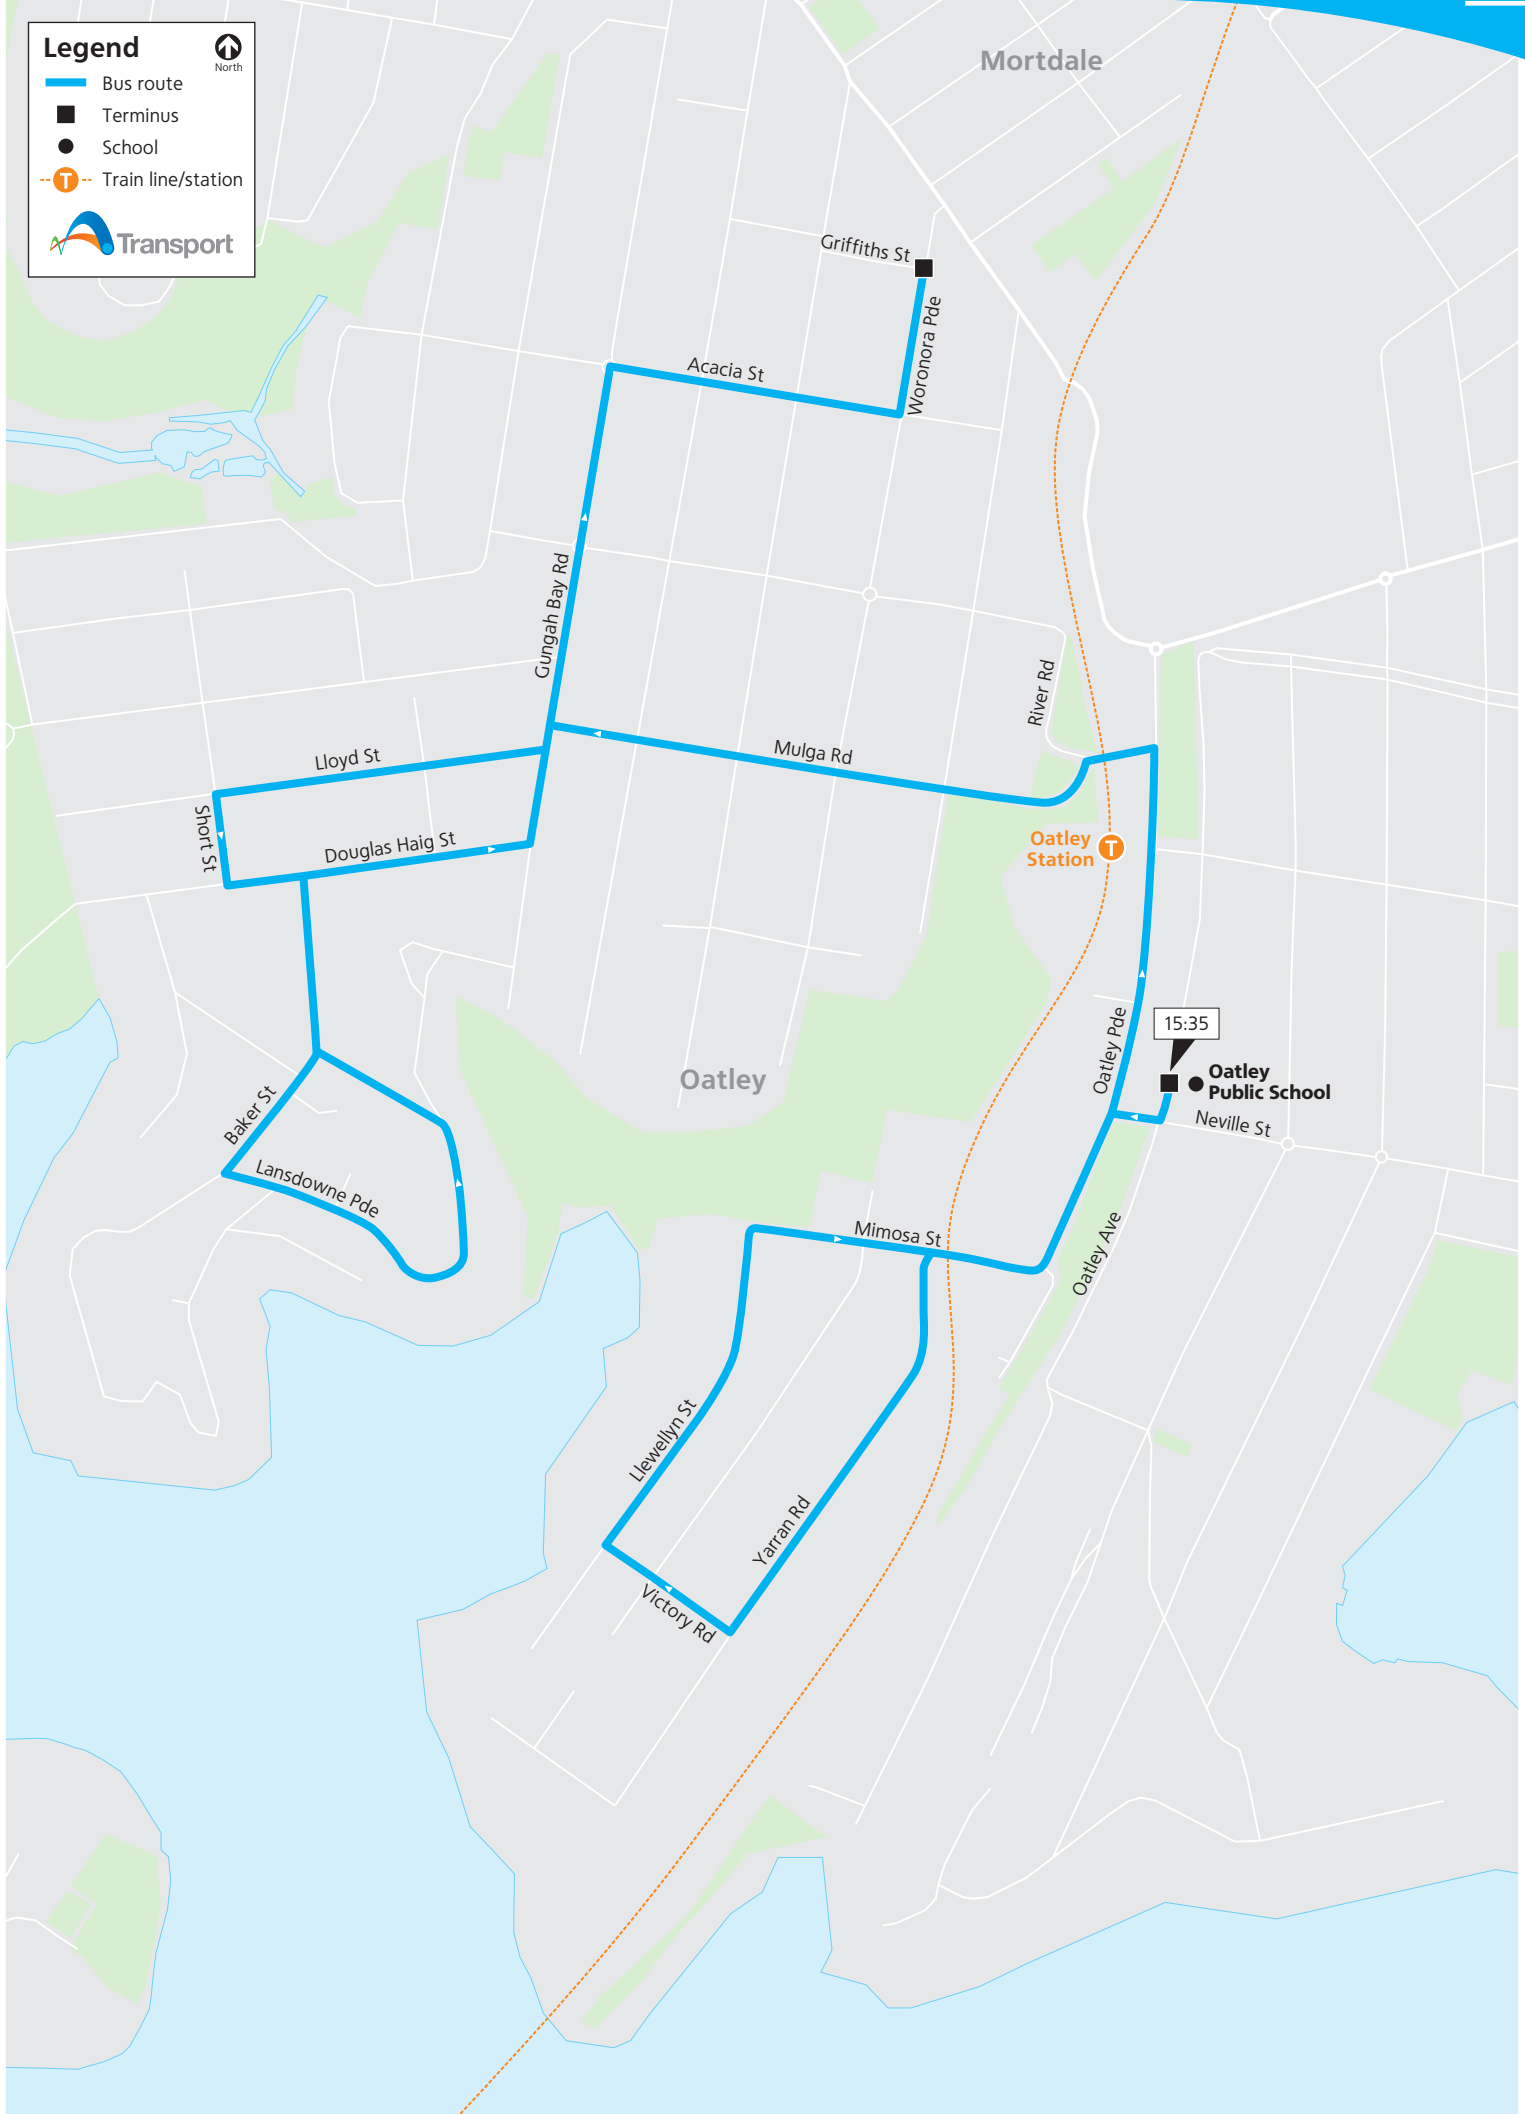 Legend
North
Bus route
Terminus
School
T
Train line/station
Transport
Mortdale
Griffiths St
Woronora Pde
Acacia St
Gungah Bay Rd
River Rd
Mulga Rd
Lloyd St
Short St
Douglas Haig St
Oatley
Station
T
Oatley Pde
15:35
Oatley
Public School
Neville St
Oatley
Baker St
Lansdowne Pde
Mimosa St
Oatley Ave
Llewellyn St
Yarran Rd
Victory Rd